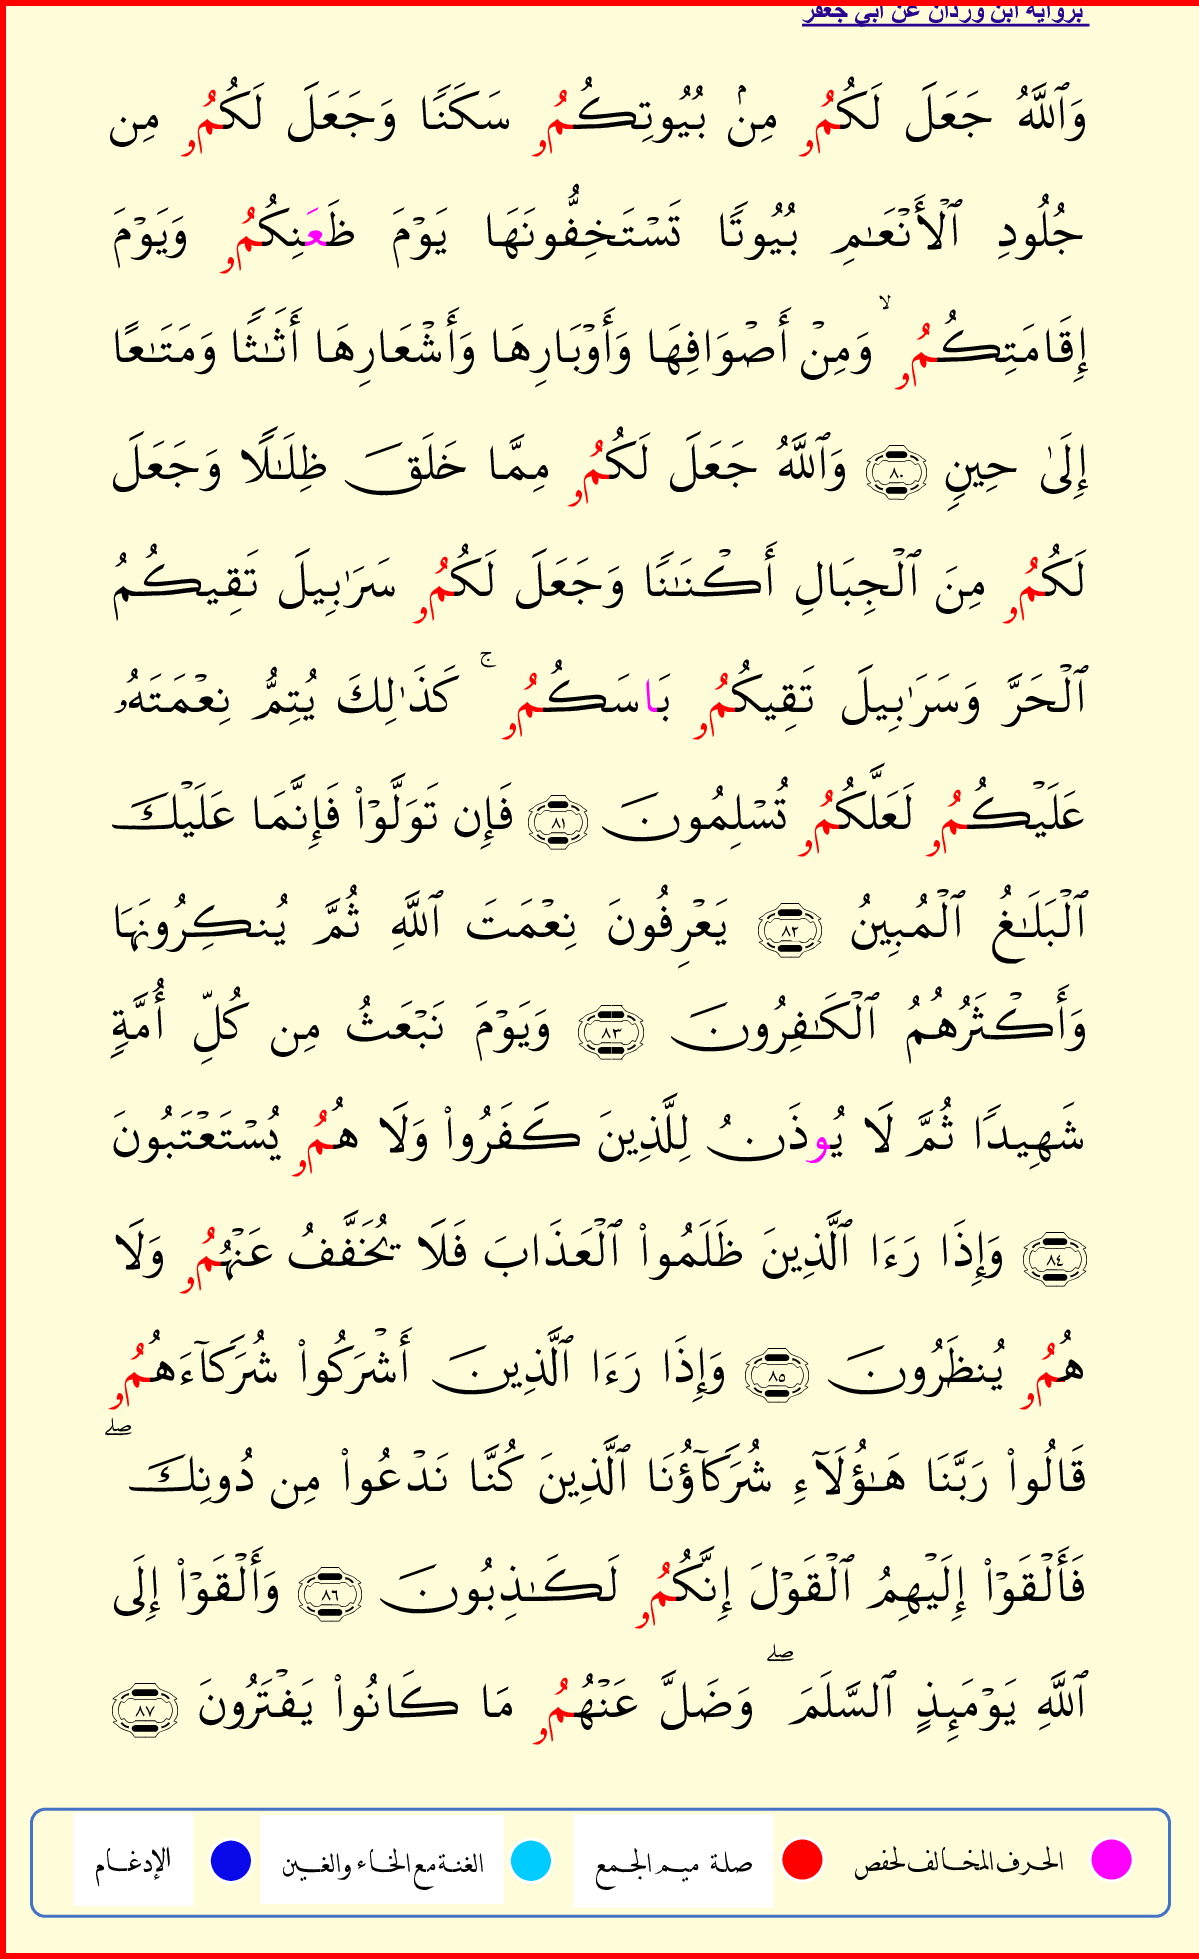 برواية ابن وردان عن أبي جعفر
وَٱللَّهُ جَعَلَ لَكُمُۥ مِنۢ بُيُوتِكُمُۥ سَكَنًا وَجَعَلَ لَكُمُۥ مِن
جُلُودِ ٱلْأَنْعَـٰمِ بُيُوتًا تَسْتَخِفُّونَهَا يَوْمَ ظَعَنِكُمُۥ وَيَوْمَ
إِقَامَتِكُمُۥ ۙ وَمِنْ أَصْوَافِهَا وَأَوْبَارِهَا وَأَشْعَارِهَا أَثَـٰثًا وَمَتَـٰعًا
إِلَىٰ حِينٍ ٨٠ وَٱللَّهُ جَعَلَ لَكُمُۥ مِمَّا خَلَقَ ظِلَـٰلًا وَجَعَلَ
لَكُمُۥ مِنَ ٱلْجِبَالِ أَكْنَـٰنًا وَجَعَلَ لَكُمُۥ سَرَٰبِيلَ تَقِيكُمُ
ٱلْحَرَّ وَسَرَٰبِيلَ تَقِيكُمُۥ بَاسَكُمُۥ ۚ كَذَٰلِكَ يُتِمُّ نِعْمَتَهُۥ
عَلَيْكُمُۥ لَعَلَّكُمُۥ تُسْلِمُونَ ٨١ فَإِن تَوَلَّوْا۟ فَإِنَّمَا عَلَيْكَ
ٱلْبَلَـٰغُ ٱلْمُبِينُ ٨٢ يَعْرِفُونَ نِعْمَتَ ٱللَّهِ ثُمَّ يُنكِرُونَهَا
وَأَكْثَرُهُمُ ٱلْكَـٰفِرُونَ ٨٣ وَيَوْمَ نَبْعَثُ مِن كُلِّ أُمَّةٍ
شَهِيدًا ثُمَّ لَا يُوذَنُ لِلَّذِينَ كَفَرُوا۟ وَلَا هُمُۥ يُسْتَعْتَبُونَ
٨٤ وَإِذَا رَءَا ٱلَّذِينَ ظَلَمُوا۟ ٱلْعَذَابَ فَلَا يُخَفَّفُ عَنْهُمُۥ وَلَا
هُمُۥ يُنظَرُونَ ٨٥ وَإِذَا رَءَا ٱلَّذِينَ أَشْرَكُوا۟ شُرَكَآءَهُمُۥ
قَالُوا۟ رَبَّنَا هَـٰٓؤُلَآءِ شُرَكَآؤُنَا ٱلَّذِينَ كُنَّا نَدْعُوا۟ مِن دُونِكَ ۖ
فَأَلْقَوْا۟ إِلَيْهِمُ ٱلْقَوْلَ إِنَّكُمُۥ لَكَـٰذِبُونَ ٨٦ وَأَلْقَوْا۟ إِلَى
ٱللَّهِ يَوْمَئِذٍ ٱلسَّلَمَ ۖ وَضَلَّ عَنْهُمُۥ مَا كَانُوا۟ يَفْتَرُونَ ٨٧
الحرف المخالف لحفص صلة ميم الجمع الغنة مع الخاء والغين الإدغام